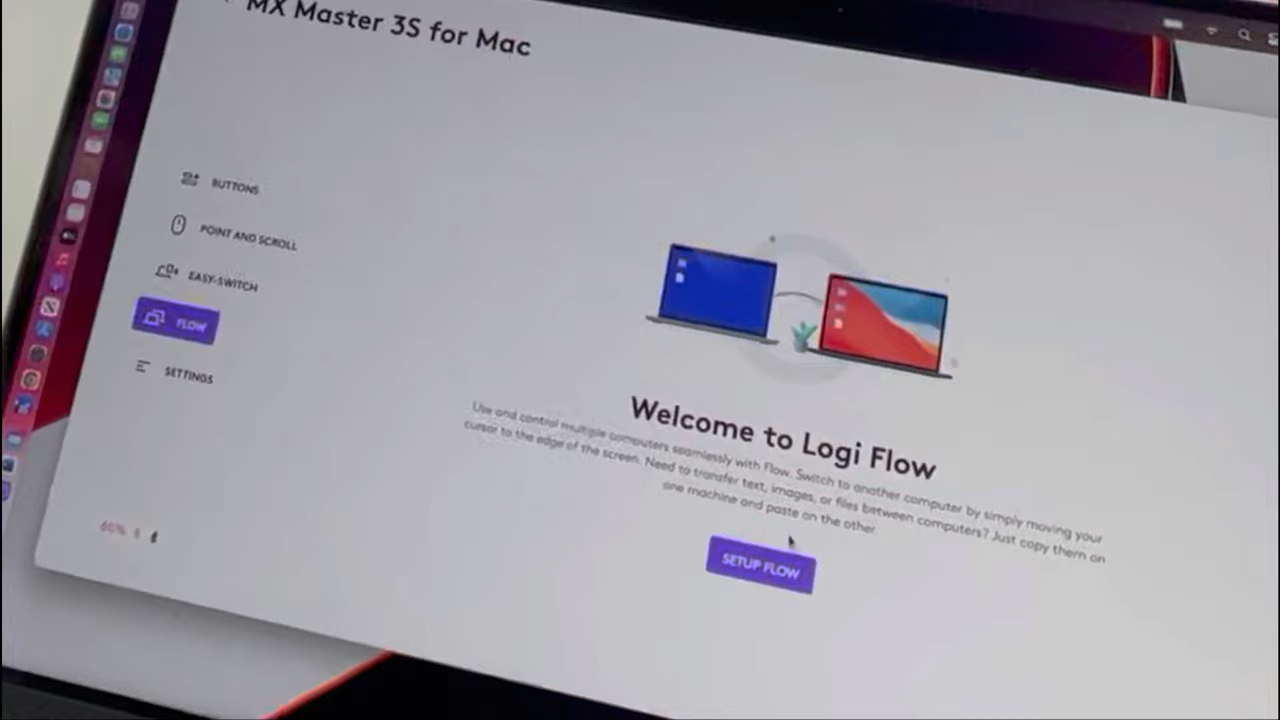 MX Master 3S for Mac
BUTTONS
POINT AND SCROLL
EASY-SWITCH
FLOW
SETTINGS
60%
Welcome to Logi Flow
Use and control multiple computers seamlessly with Flow. Switch to another computer by simply moving your
cursor to the edge of the screen. Need to transfer text, images, or files between computers? Just copy them on
one machine and paste on the other.
SETUP FLOW